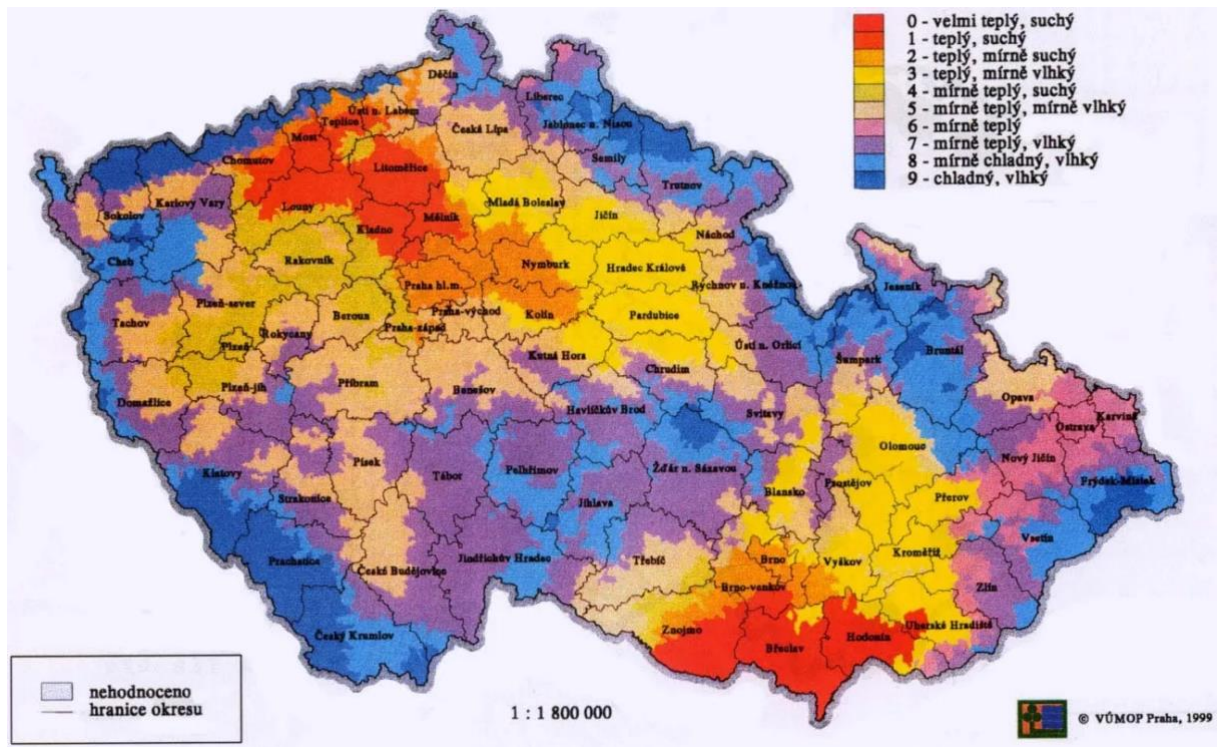 0 - velmi teplý, suchý
1 - teplý, suchý
2 - teplý, mírně suchý
3 - teplý, mírně vlhký
4 - mírně teplý, suchý
5 - mírně teplý, mírně vlhký
6 - mírně teplý
7 - mírně teplý, vlhký
8 - mírně chladný, vlhký
9 - chladný, vlhký
Děčín
Liberec
Ústí n. Labem
Teplice
Jablonec n. Nisou
Česká Lípa
Most
Chomutov
Litoměřice
Semily
Trutnov
Sokolov
Karlovy Vary
Louny
Mělník
Mladá Boleslav
Jičín
Náchod
Kladno
Cheb
Rakovník
Praha hl.m.
Nymburk
Hradec Králové
Rychnov n. Kněžnou
Jeseník
Plzeň-sever
Tachov
Rokycany
Beroun
Praha-východ
Praha-západ
Kolín
Pardubice
Plzeň
Kutná Hora
Ústí n. Orlicí
Šumpark
Bruntál
Chrudim
Plzeň-jih
Příbram
Benešov
Domažlice
Havlíčkův Brod
Svitavy
Opava
Karviná
Ostrava
Olomouc
Nový Jičín
Klatovy
Písek
Tábor
Pelhřimov
Žďár n. Sázavou
Blansko
Prostějov
Přerov
Frýdek-Místek
Strakonice
Jihlava
Vsetín
Prachatice
České Budějovice
Jindřichův Hradec
Třebíč
Brno
Vyškov
Kroměříž
Brno-venkov
Zlín
Český Krumlov
Znojmo
Břeclav
Hodonín
Uherské Hradiště
nehodnoceno
hranice okresu
1 : 1 800 000
© VÚMOP Praha, 1999